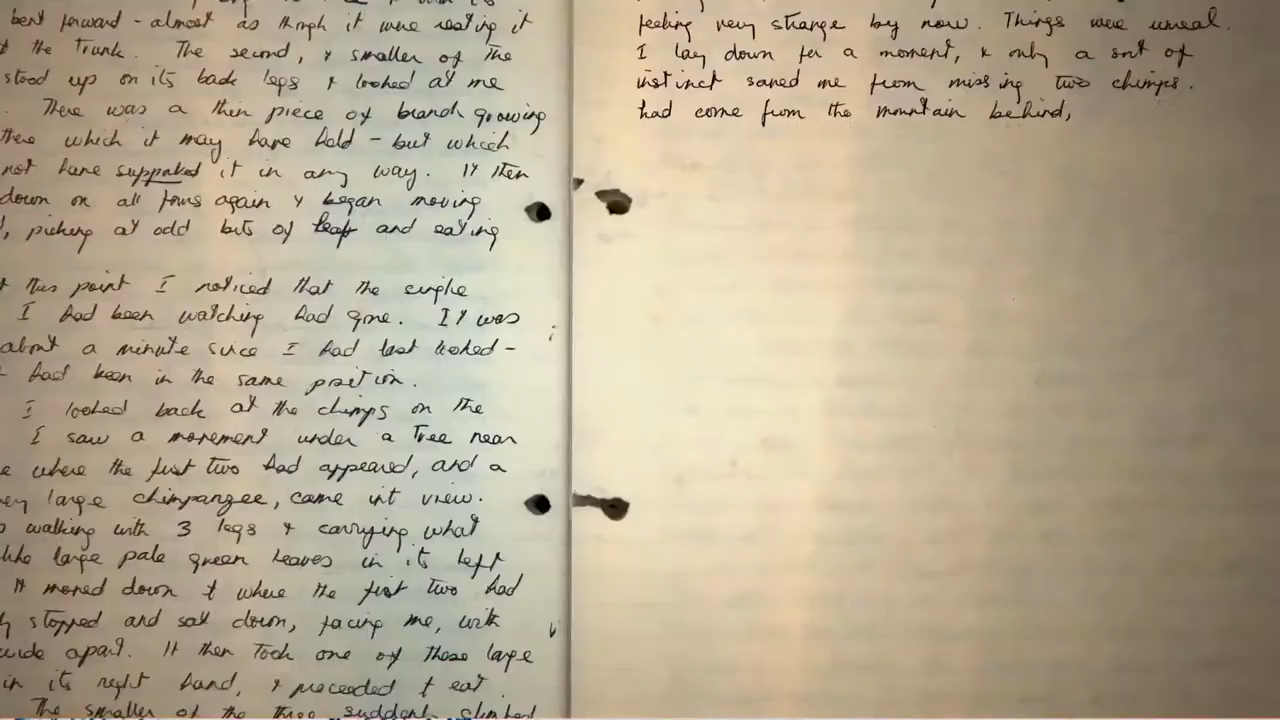 bent forward - almost as though it were resting it
the Trunk. The second, & smaller of the
stood up on its back legs & looked at me
. There was a thin piece of branch growing
there which it may have held - but which
not have supported it in any way. It then
down on all fours again & began moving
, picking at odd bits of leaf and eating
this point I noticed that the single
I had been watching had gone. It was
about a minute since I had last looked -
had been in the same position.
I looked back at the chimps on the
I saw a movement under a Tree near
where the first two had appeared, and a
large chimpanzee, came int view.
walking with 3 legs & carrying what
like large pale green leaves in its left
It moved down t where the first two had
stopped and sat down, facing me, with
wide apart. It then Took one of these large
in its right hand, & proceeded t eat.
The smaller of the three suddenly climbed
feeling very strange by now. Things were unreal.
I lay down for a moment, & only a sort of
instinct saved me from missing two chimps.
had come from the mountain behind,